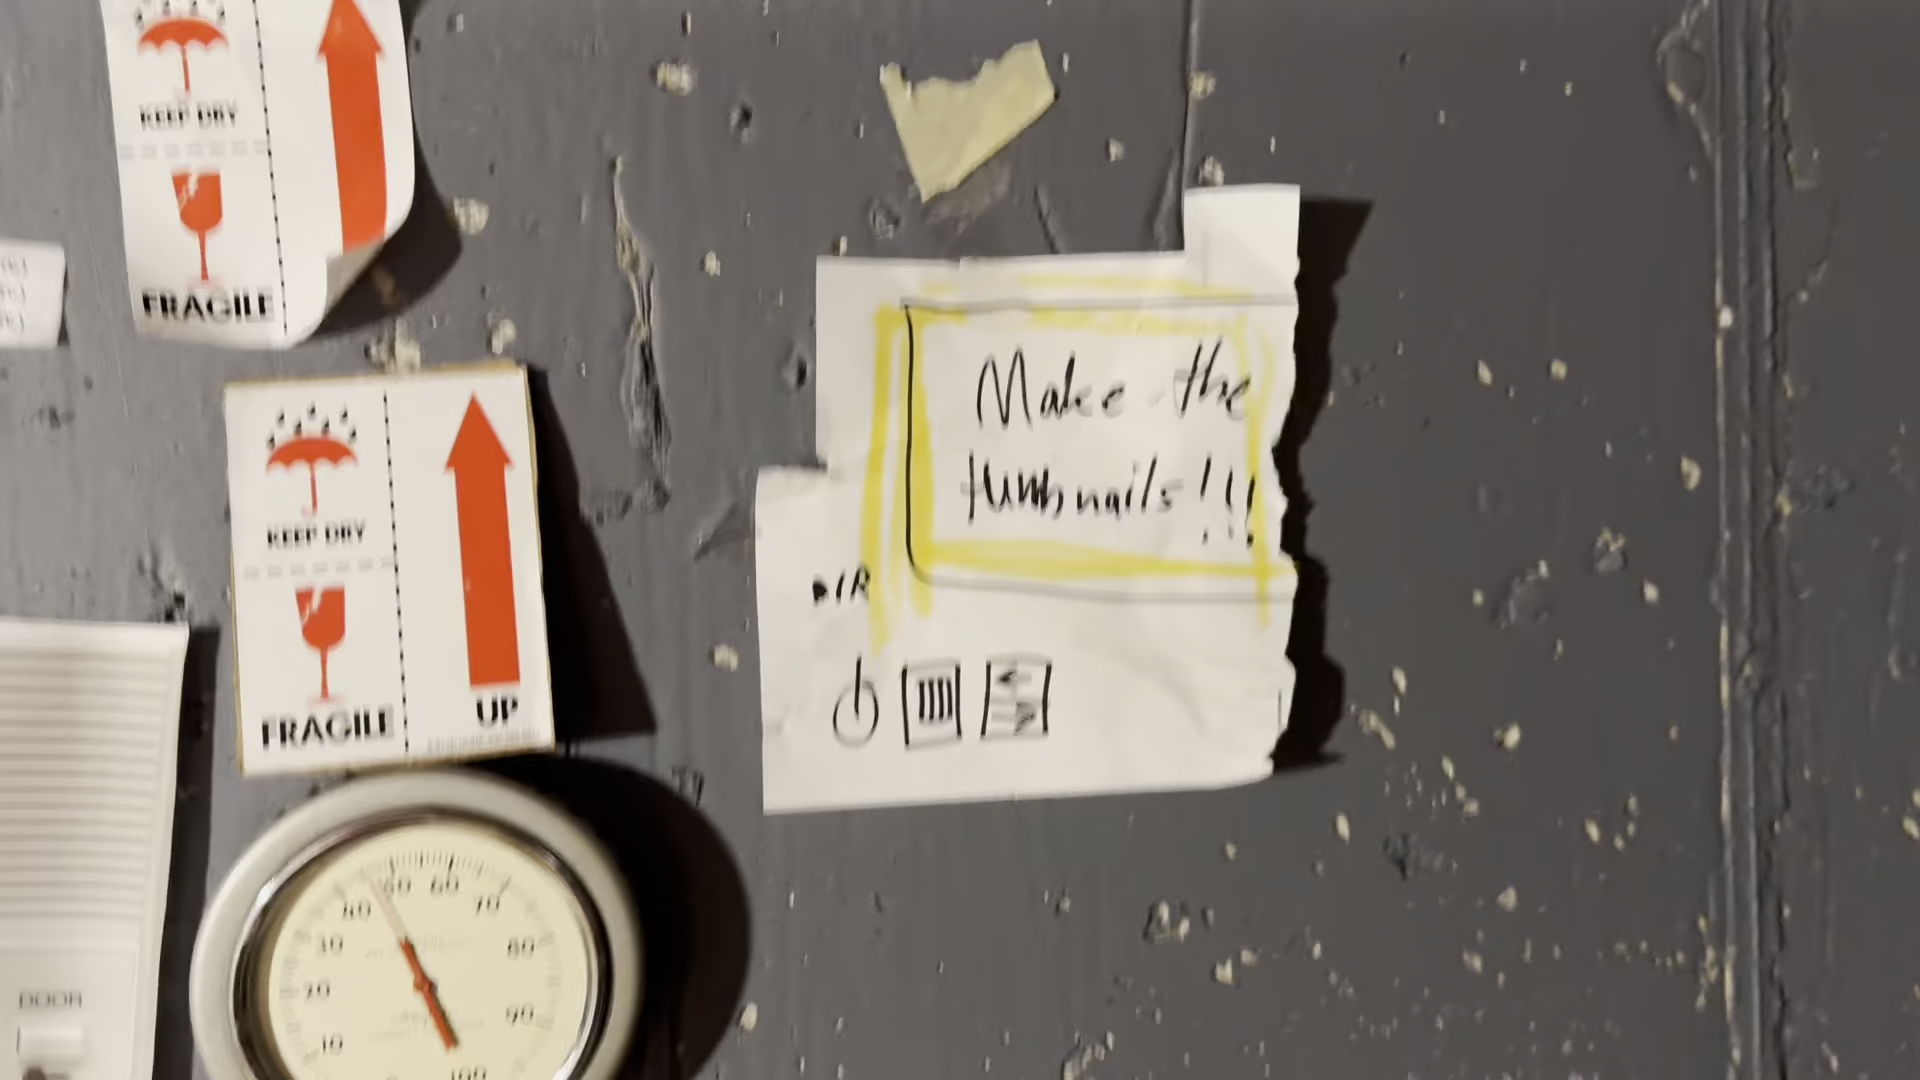 KEEP DRY
FRAGILE
KEEP DRY
FRAGILE
UP
Make the
thumbnails!!!
DIR
DOOR
10
20
30
40
50
60
70
80
90
100